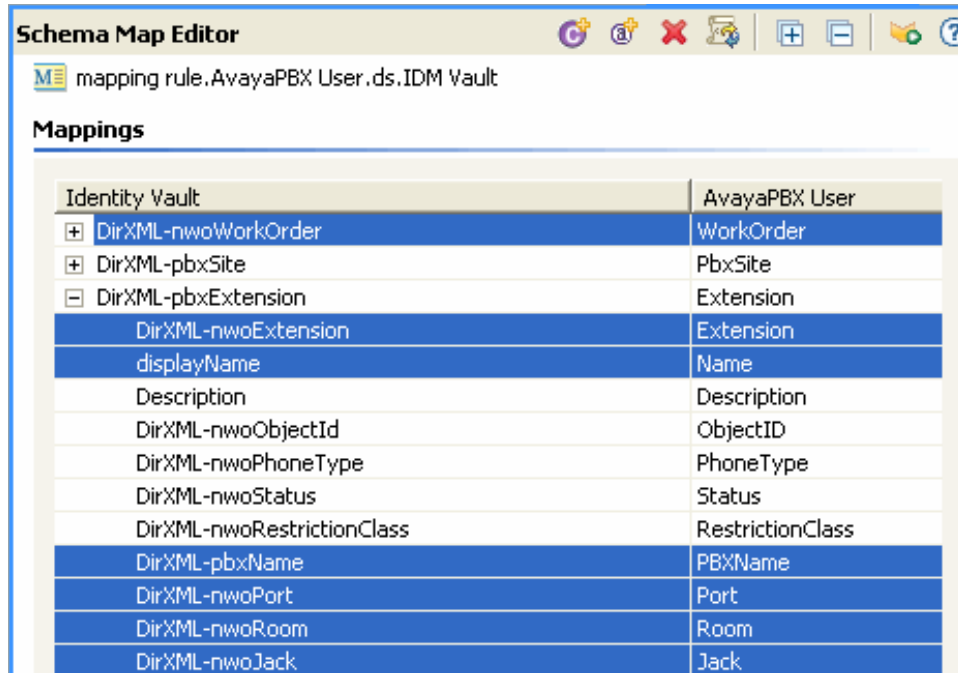 Schema Map Editor
mapping rule.AvayaPBX User.ds.IDM Vault
Mappings
Identity Vault AvayaPBX User
DirXML-nwoWorkOrder WorkOrder
DirXML-pbxSite PbxSite
DirXML-pbxExtension Extension
DirXML-nwoExtension Extension
displayName Name
Description Description
DirXML-nwoObjectId ObjectID
DirXML-nwoPhoneType PhoneType
DirXML-nwoStatus Status
DirXML-nwoRestrictionClass RestrictionClass
DirXML-pbxName PBXName
DirXML-nwoPort Port
DirXML-nwoRoom Room
DirXML-nwoJack Jack